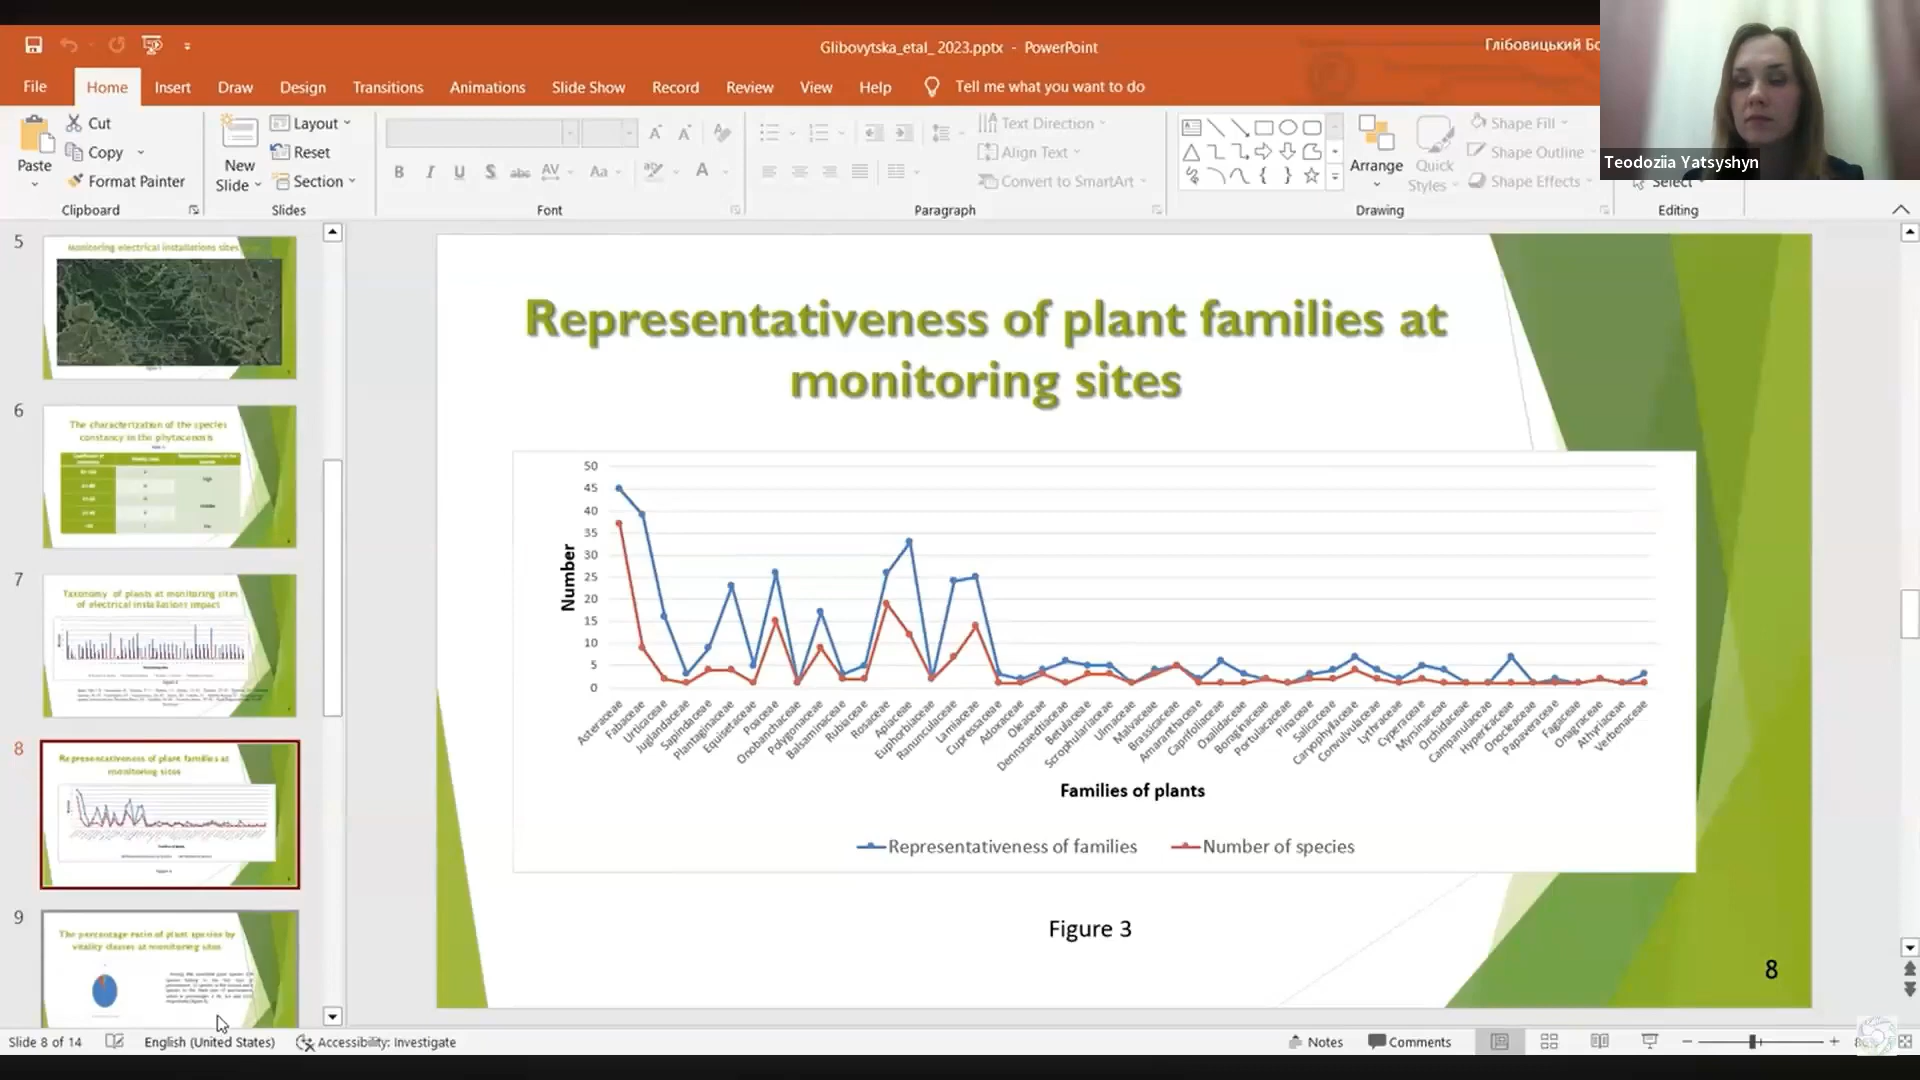 Glibovytska_etal_ 2023.pptx - PowerPoint
Глібовицький Бо
Teodoziia Yatsyshyn
File Home Insert Draw Design Transitions Animations Slide Show Record Review View Help Tell me what you want to do
Paste
Cut
Copy
Format Painter
Clipboard
New
Slide
Layout
Reset
Section
Slides
B I U S abc AV Aa A
Font
Text Direction
Align Text
Convert to SmartArt
Paragraph
Arrange
Quick
Styles
Shape Fill
Shape Outline
Shape Effects
Drawing
Select
Editing
5
Monitoring electrical installations sites
6
The characterization of the species
constancy in the phytocenosis
7
Taxonomy of plants at monitoring sites
of electrical installations impact
8
Representativeness of plant families at
monitoring sites
9
The percentage ratio of plant species by
vitality classes at monitoring sites
Representativeness of plant families at
monitoring sites
50
45
40
35
30
25
20
15
10
5
0
Number
Asteraceae
Fabaceae
Urticaceae
Juglandaceae
Sapindaceae
Plantaginaceae
Equisetaceae
Poaceae
Orobanchaceae
Polygonaceae
Balsaminaceae
Rubiaceae
Rosaceae
Apiaceae
Euphorbiaceae
Ranunculaceae
Lamiaceae
Cupressaceae
Adoxaceae
Oleaceae
Dennstaedtiaceae
Betulaceae
Scrophulariaceae
Ulmaceae
Malvaceae
Brassicaceae
Amaranthaceae
Caprifoliaceae
Oxalidaceae
Boraginaceae
Portulacaceae
Pinaceae
Salicaceae
Caryophyllaceae
Convolvulaceae
Lythraceae
Cyperaceae
Myrsinaceae
Orchidaceae
Campanulaceae
Hypericaceae
Onocleaceae
Papaveraceae
Fagaceae
Onagraceae
Athyriaceae
Verbenaceae
Families of plants
Representativeness of families Number of species
Figure 3
8
Slide 8 of 14 English (United States) Accessibility: Investigate Notes Comments